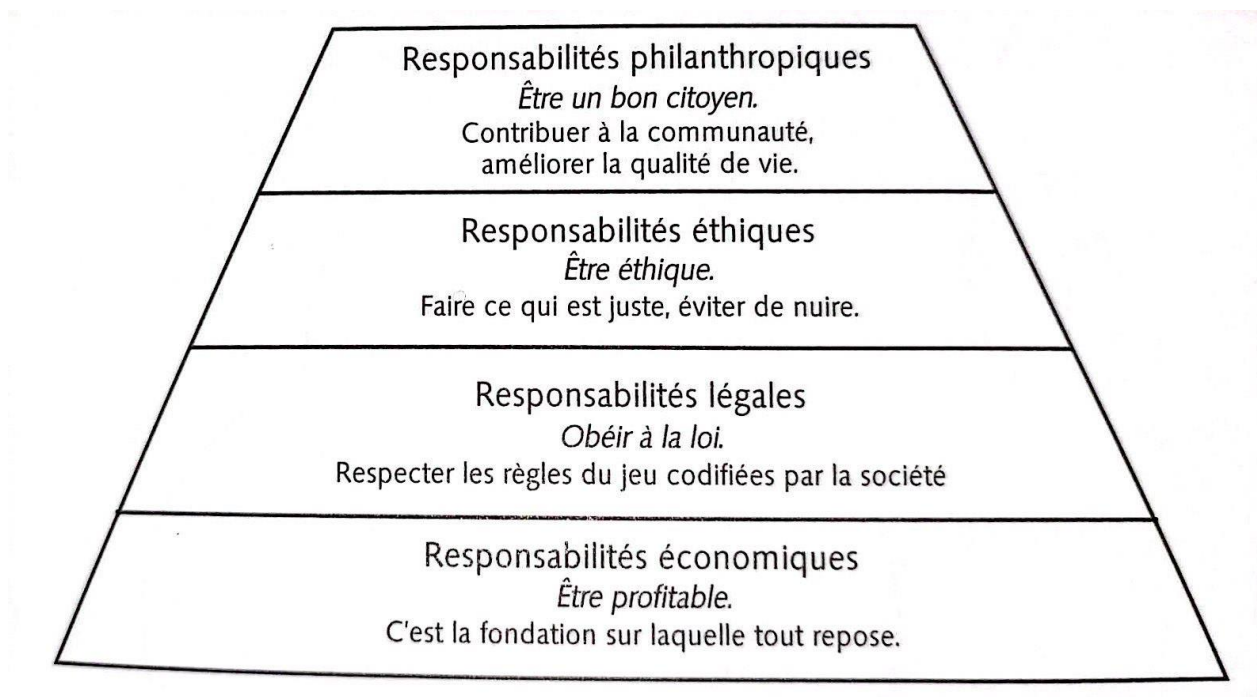 Responsabilités philanthropiques
Être un bon citoyen.
Contribuer à la communauté,
améliorer la qualité de vie.
Responsabilités éthiques
Être éthique.
Faire ce qui est juste, éviter de nuire.
Responsabilités légales
Obéir à la loi.
Respecter les règles du jeu codifiées par la société
Responsabilités économiques
Être profitable.
C'est la fondation sur laquelle tout repose.